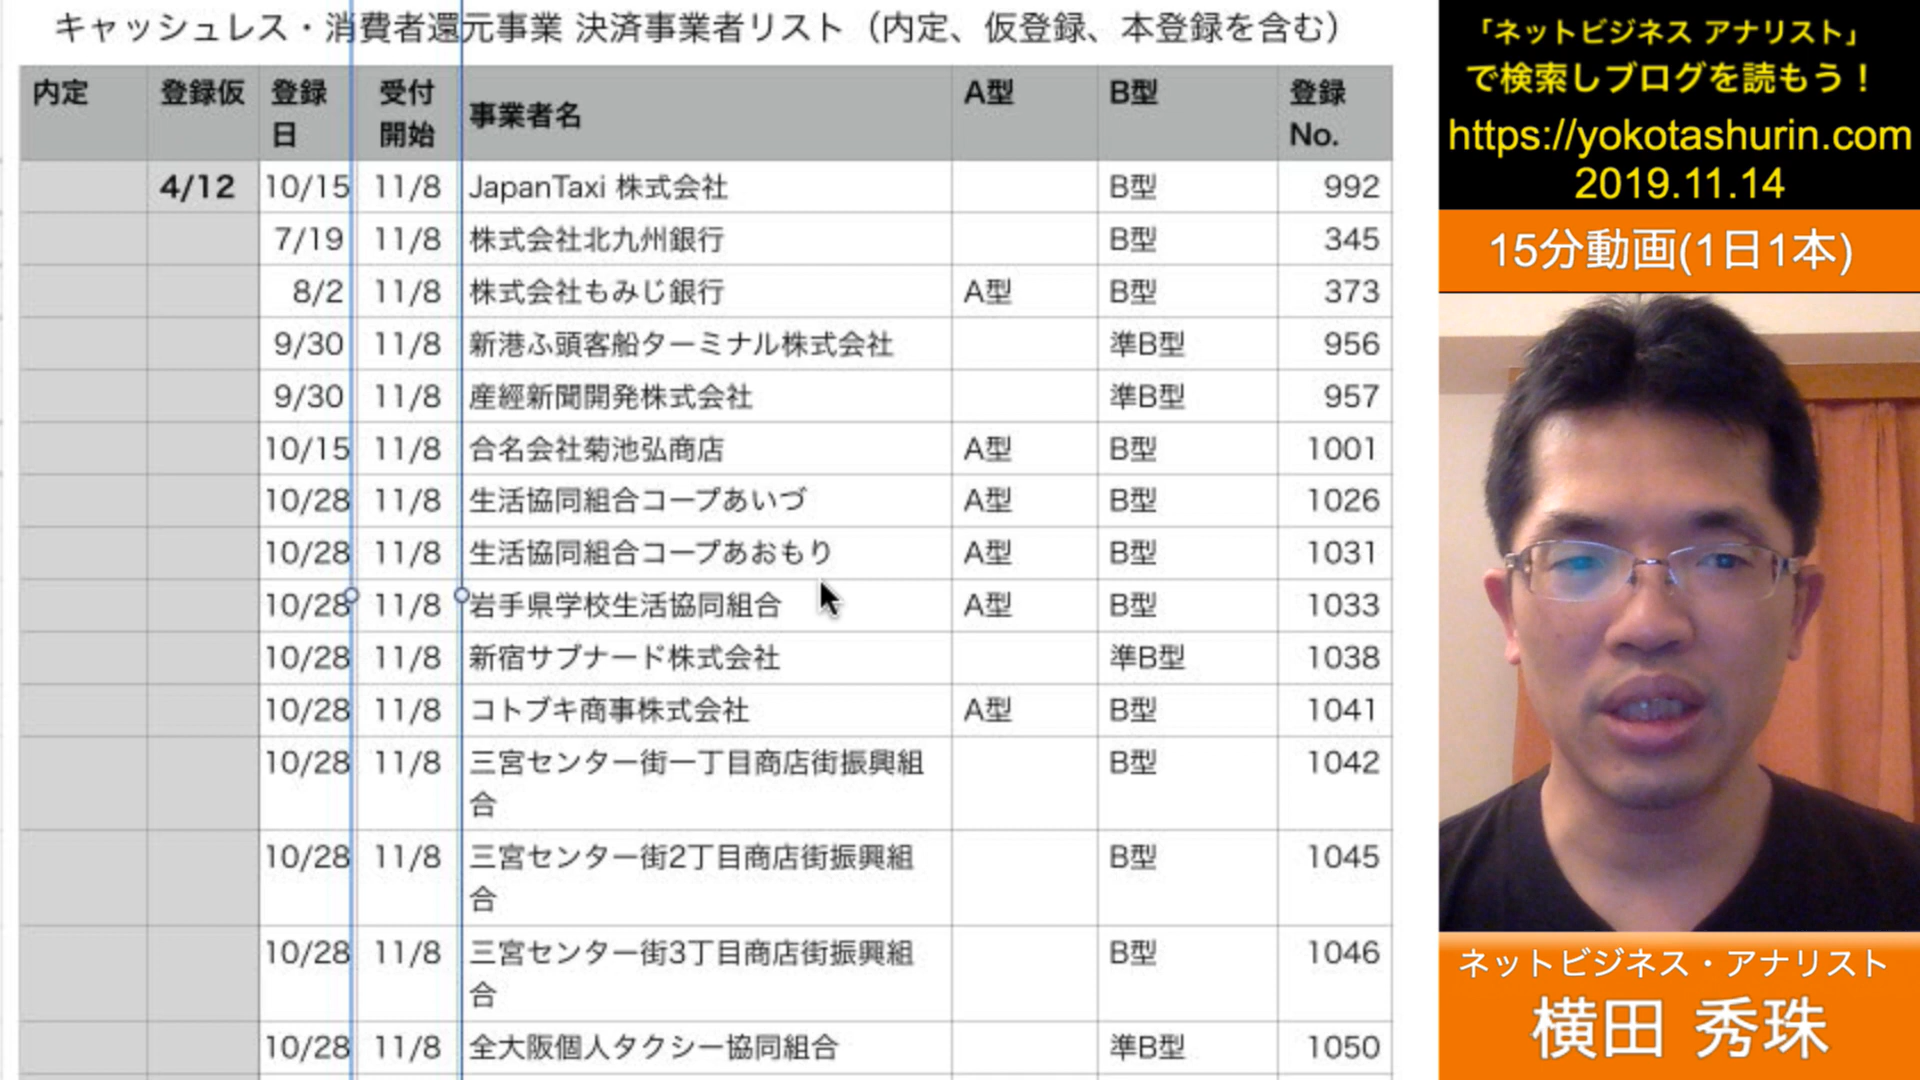 キャッシュレス・消費者還元事業 決済事業者リスト（内定、仮登録、本登録を含む）
内定 登録仮 登録日 受付開始 事業者名 A型 B型 登録No.
4/12 10/15 11/8 JapanTaxi 株式会社 B型 992
7/19 11/8 株式会社北九州銀行 B型 345
8/2 11/8 株式会社もみじ銀行 A型 B型 373
9/30 11/8 新港ふ頭客船ターミナル株式会社 準B型 956
9/30 11/8 産經新聞開発株式会社 準B型 957
10/15 11/8 合名会社菊池弘商店 A型 B型 1001
10/28 11/8 生活協同組合コープあいづ A型 B型 1026
10/28 11/8 生活協同組合コープあおもり A型 B型 1031
10/28 11/8 岩手県学校生活協同組合 A型 B型 1033
10/28 11/8 新宿サブナード株式会社 準B型 1038
10/28 11/8 コトブキ商事株式会社 A型 B型 1041
10/28 11/8 三宮センター街一丁目商店街振興組合 B型 1042
10/28 11/8 三宮センター街2丁目商店街振興組合 B型 1045
10/28 11/8 三宮センター街3丁目商店街振興組合 B型 1046
10/28 11/8 全大阪個人タクシー協同組合 準B型 1050
「ネットビジネス アナリスト」
で検索しブログを読もう！
https://yokotashurin.com
2019.11.14
15分動画(1日1本)
ネットビジネス・アナリスト
横田 秀珠